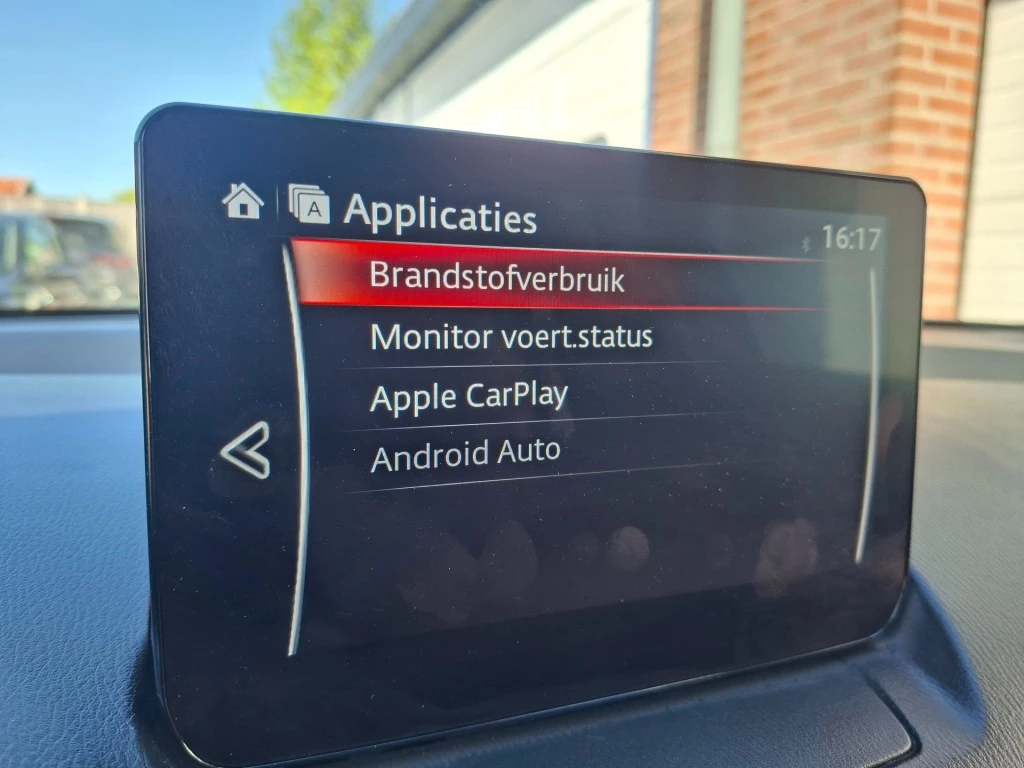 A Applicaties
16:17
Brandstofverbruik
Monitor voert.status
Apple CarPlay
Android Auto